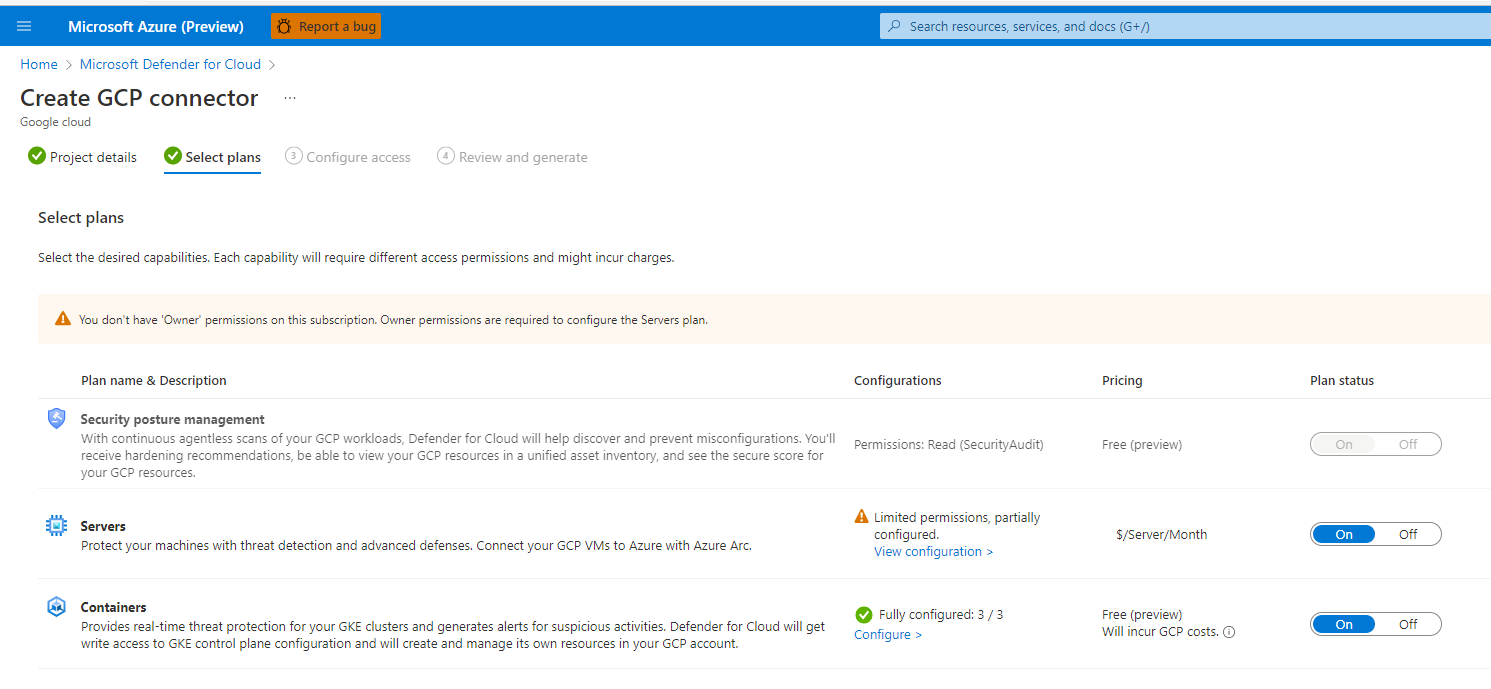 Microsoft Azure (Preview)
Report a bug
Search resources, services, and docs (G+/)
Home > Microsoft Defender for Cloud >
Create GCP connector ...
Google cloud
Project details
Select plans
3 Configure access
4 Review and generate
Select plans
Select the desired capabilities. Each capability will require different access permissions and might incur charges.
You don't have 'Owner' permissions on this subscription. Owner permissions are required to configure the Servers plan.
Plan name & Description
Configurations
Pricing
Plan status
Security posture management
With continuous agentless scans of your GCP workloads, Defender for Cloud will help discover and prevent misconfigurations. You'll
receive hardening recommendations, be able to view your GCP resources in a unified asset inventory, and see the secure score for
your GCP resources.
Permissions: Read (SecurityAudit)
Free (preview)
On Off
Servers
Protect your machines with threat detection and advanced defenses. Connect your GCP VMs to Azure with Azure Arc.
Limited permissions, partially
configured.
View configuration >
$/Server/Month
On Off
Containers
Provides real-time threat protection for your GKE clusters and generates alerts for suspicious activities. Defender for Cloud will get
write access to GKE control plane configuration and will create and manage its own resources in your GCP account.
Fully configured: 3 / 3
Configure >
Free (preview)
Will incur GCP costs.
On Off